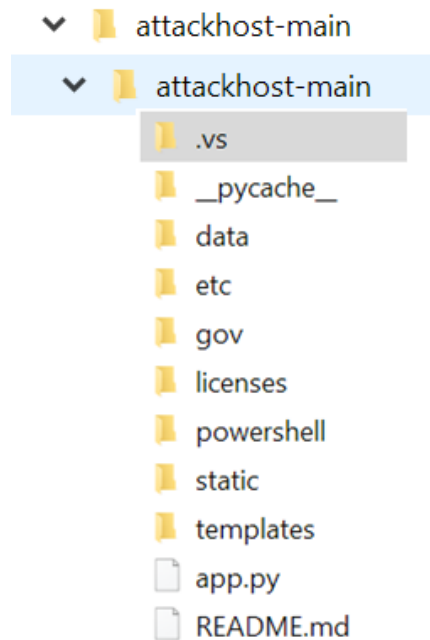 attackhost-main
attackhost-main
.vs
__pycache__
data
etc
gov
licenses
powershell
static
templates
app.py
README.md